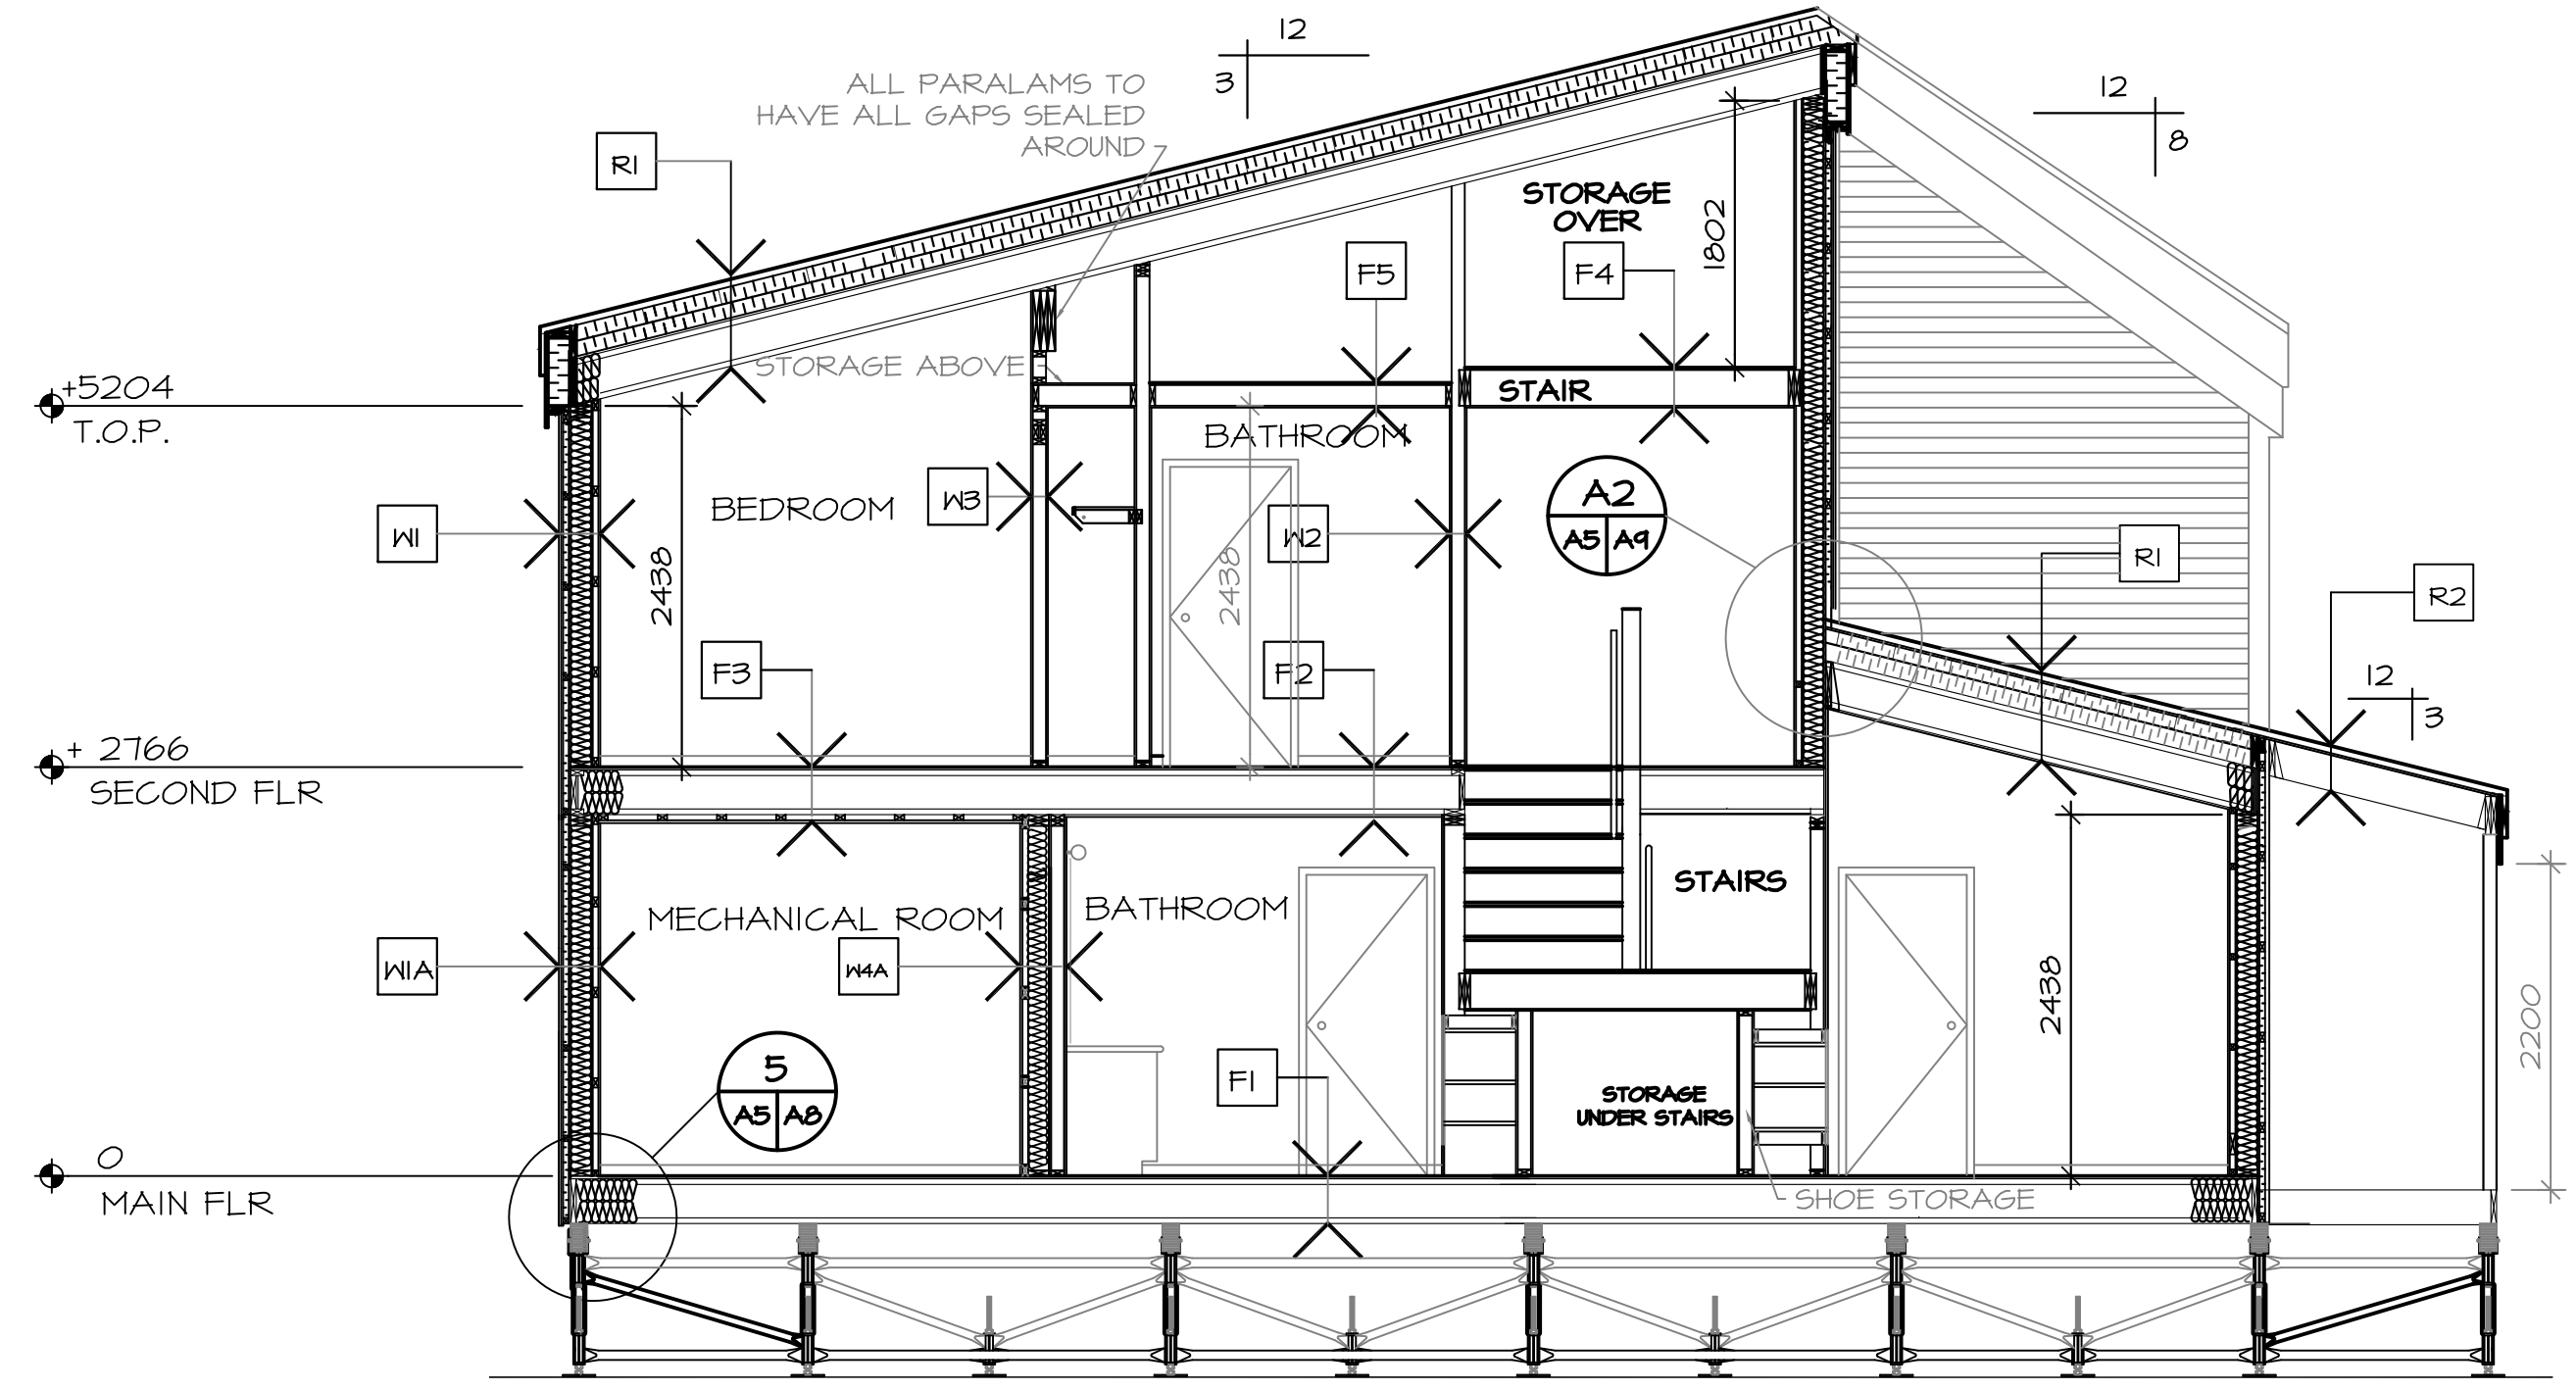 12
3
ALL PARALAMS TO
HAVE ALL GAPS SEALED
AROUND
12
8
R1
STORAGE
OVER
1802
F5
F4
STORAGE ABOVE
STAIR
+5204
T.O.P.
BATHROOM
BEDROOM
W3
W1
W2
A2
A5 A9
2438
2438
R1
R2
F3
F2
12
3
+ 2766
SECOND FLR
STAIRS
MECHANICAL ROOM
BATHROOM
W1A
W4A
2438
2200
5
A5 A8
F1
STORAGE
UNDER STAIRS
0
MAIN FLR
SHOE STORAGE